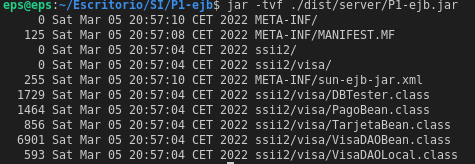 eps@eps:~/Escritorio/SI/P1-ejb$ jar -tvf ./dist/server/P1-ejb.jar
0 Sat Mar 05 20:57:10 CET 2022 META-INF/
125 Sat Mar 05 20:57:08 CET 2022 META-INF/MANIFEST.MF
0 Sat Mar 05 20:57:04 CET 2022 ssii2/
0 Sat Mar 05 20:57:04 CET 2022 ssii2/visa/
255 Sat Mar 05 20:57:10 CET 2022 META-INF/sun-ejb-jar.xml
1729 Sat Mar 05 20:57:04 CET 2022 ssii2/visa/DBTester.class
1464 Sat Mar 05 20:57:04 CET 2022 ssii2/visa/PagoBean.class
856 Sat Mar 05 20:57:04 CET 2022 ssii2/visa/TarjetaBean.class
6901 Sat Mar 05 20:57:04 CET 2022 ssii2/visa/VisaDAOBean.class
593 Sat Mar 05 20:57:04 CET 2022 ssii2/visa/VisaDAOLocal.class